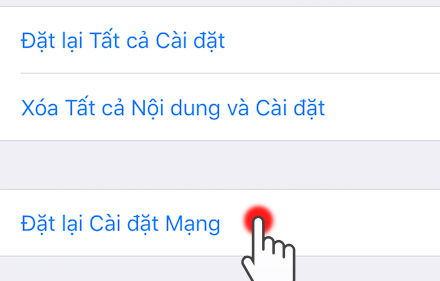 Đặt lại Tất cả Cài đặt
Xóa Tất cả Nội dung và Cài đặt
Đặt lại Cài đặt Mạng